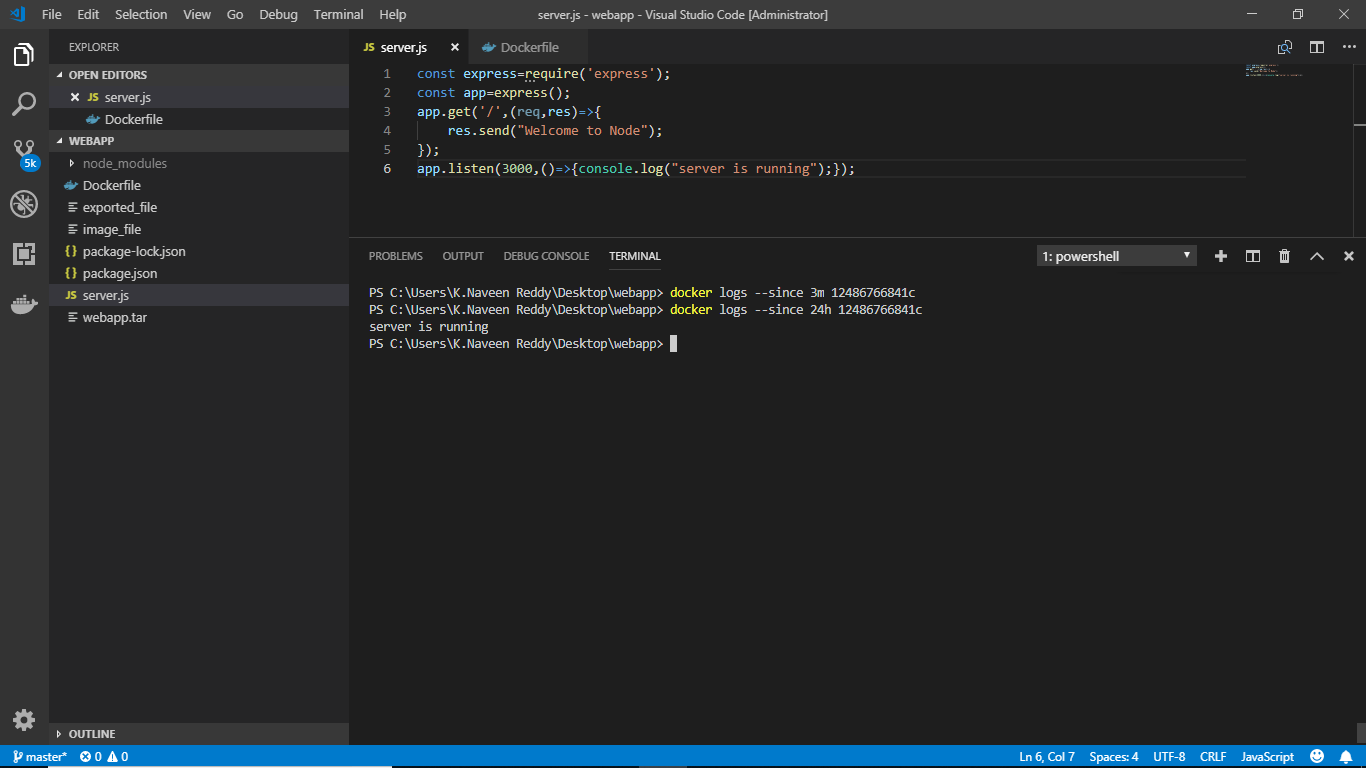 File Edit Selection View Go Debug Terminal Help server.js - webapp - Visual Studio Code [Administrator]
EXPLORER
OPEN EDITORS
JS server.js
Dockerfile
WEBAPP
node_modules
Dockerfile
exported_file
image_file
{} package-lock.json
{} package.json
JS server.js
webapp.tar
OUTLINE
5k
JS server.js Dockerfile
1 const express=require('express');
2 const app=express();
3 app.get('/',(req,res)=>{
4 res.send("Welcome to Node");
5 });
6 app.listen(3000,()=>{console.log("server is running");});
PROBLEMS OUTPUT DEBUG CONSOLE TERMINAL 1: powershell
PS C:\Users\K.Naveen Reddy\Desktop\webapp> docker logs --since 3m 12486766841c
PS C:\Users\K.Naveen Reddy\Desktop\webapp> docker logs --since 24h 12486766841c
server is running
PS C:\Users\K.Naveen Reddy\Desktop\webapp>
master* 0 0 Ln 6, Col 7 Spaces: 4 UTF-8 CRLF JavaScript